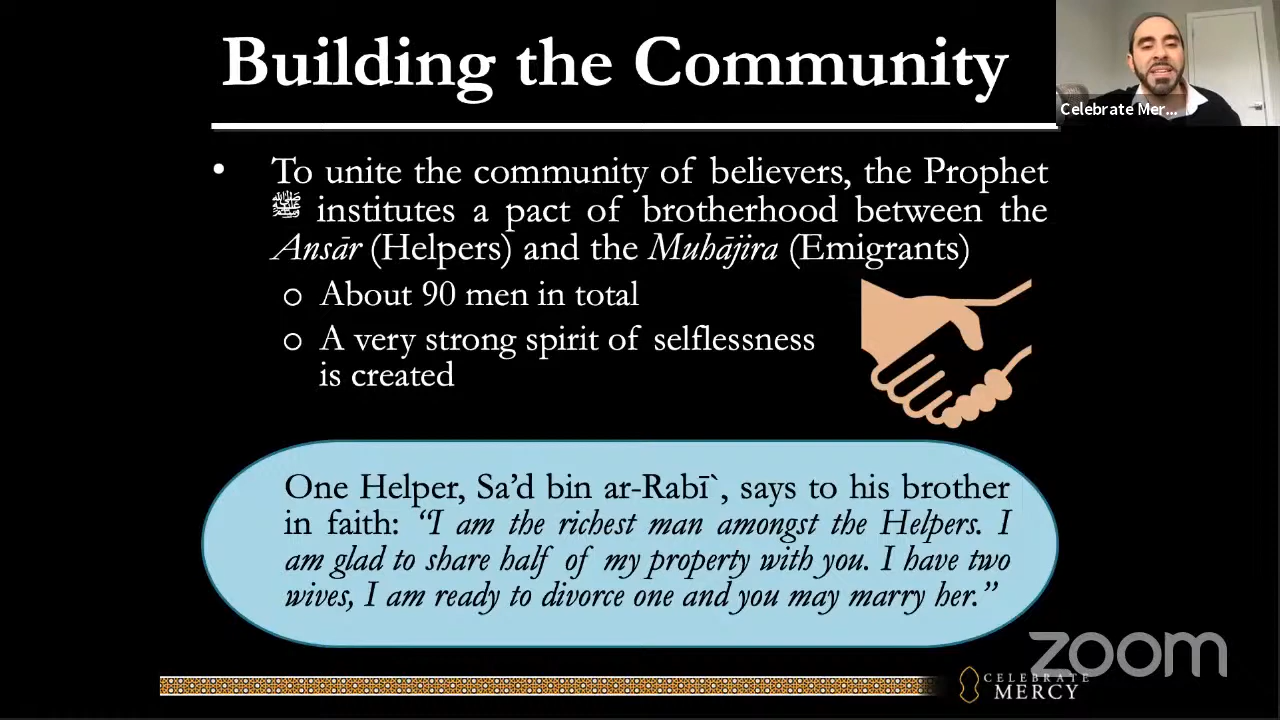 Building the Community
Celebrate Mer...
• To unite the community of believers, the Prophet
ﷺ institutes a pact of brotherhood between the
Ansār (Helpers) and the Muhājira (Emigrants)
o About 90 men in total
o A very strong spirit of selflessness
is created
One Helper, Sa’d bin ar-Rabī`, says to his brother
in faith: “I am the richest man amongst the Helpers. I
am glad to share half of my property with you. I have two
wives, I am ready to divorce one and you may marry her.”
zoom
CELEBRATE
MERCY